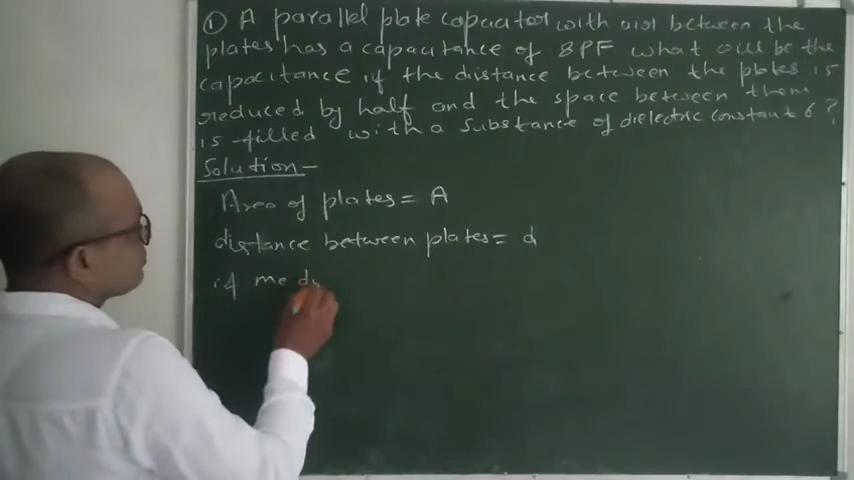 ① A parallel plate capacitor with air between the
plates has a capacitance of 8PF what will be the
capacitance if the distance between the plates is
reduced by half and the space between them
is filled with a substance of dielectric constant 6?
Solution-
Area of plates = A
distance between plates = d
if me